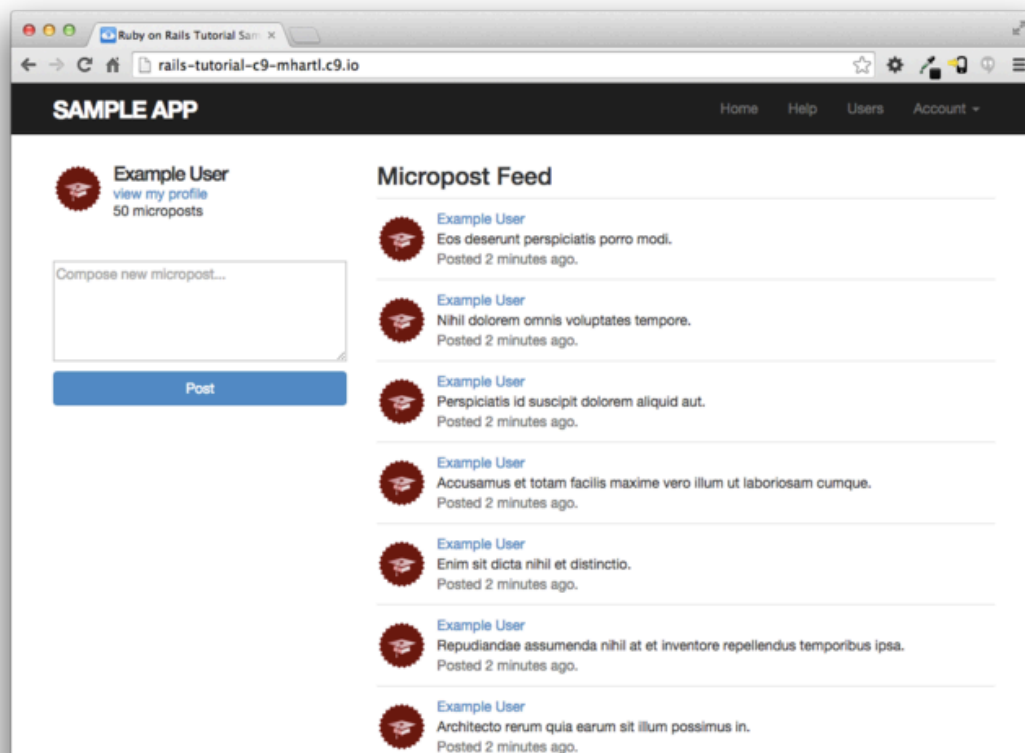 Ruby on Rails Tutorial Sam
rails-tutorial-c9-mhartl.c9.io
SAMPLE APP
Home Help Users Account
Example User
view my profile
50 microposts
Compose new micropost...
Post
Micropost Feed
Example User
Eos deserunt perspiciatis porro modi.
Posted 2 minutes ago.
Example User
Nihil dolorem omnis voluptates tempore.
Posted 2 minutes ago.
Example User
Perspiciatis id suscipit dolorem aliquid aut.
Posted 2 minutes ago.
Example User
Accusamus et totam facilis maxime vero illum ut laboriosam cumque.
Posted 2 minutes ago.
Example User
Enim sit dicta nihil et distinctio.
Posted 2 minutes ago.
Example User
Repudiandae assumenda nihil at et inventore repellendus temporibus ipsa.
Posted 2 minutes ago.
Example User
Architecto rerum quia earum sit illum possimus in.
Posted 2 minutes ago.